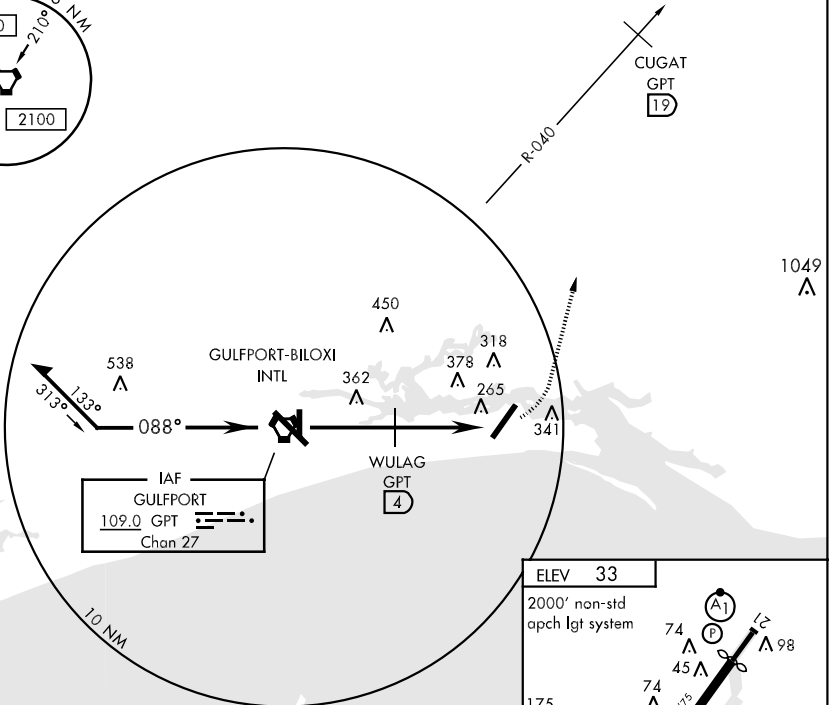 NM
210°
2100
CUGAT
GPT
19
R-040
1049
450
538
GULFPORT-BILOXI
INTL
318
378
362
265
341
313°
133°
088°
WULAG
GPT
4
IAF
GULFPORT
109.0 GPT
Chan 27
10 NM
ELEV 33
2000' non-std
apch lgt system
A1
P
21
74
98
45
74
175